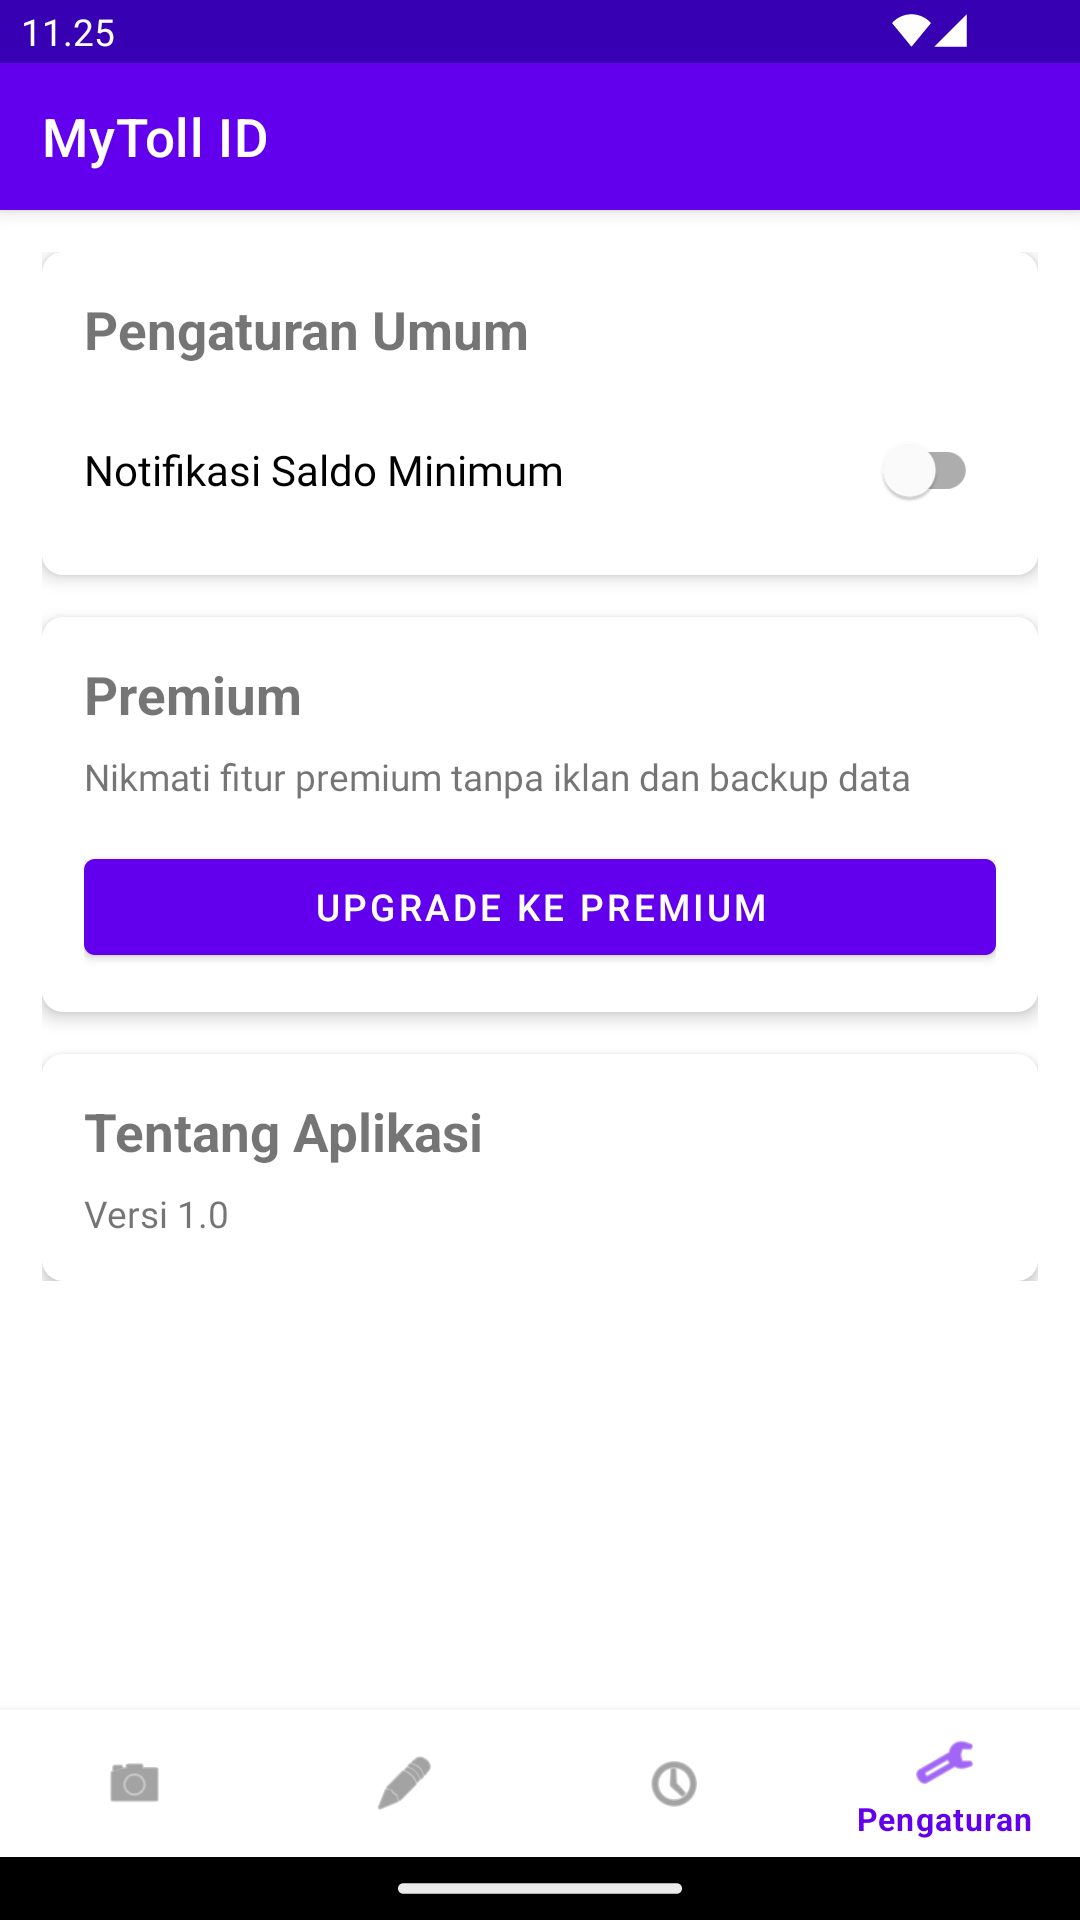 11.25
MyToll ID
Pengaturan Umum
Notifikasi Saldo Minimum
Premium
Nikmati fitur premium tanpa iklan dan backup data
UPGRADE KE PREMIUM
Tentang Aplikasi
Versi 1.0
Pengaturan